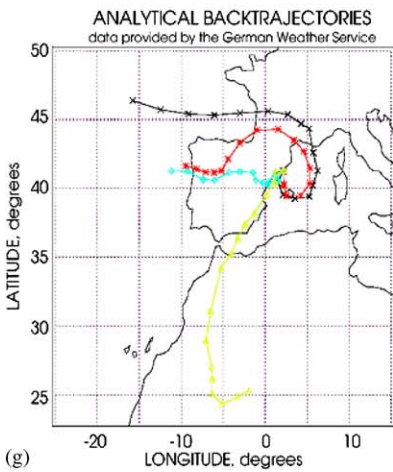 ANALYTICAL BACKTRAJECTORIES
data provided by the German Weather Service
50
45
40
35
30
25
LATITUDE, degrees
-20 -10 0 10
LONGITUDE, degrees
(g)